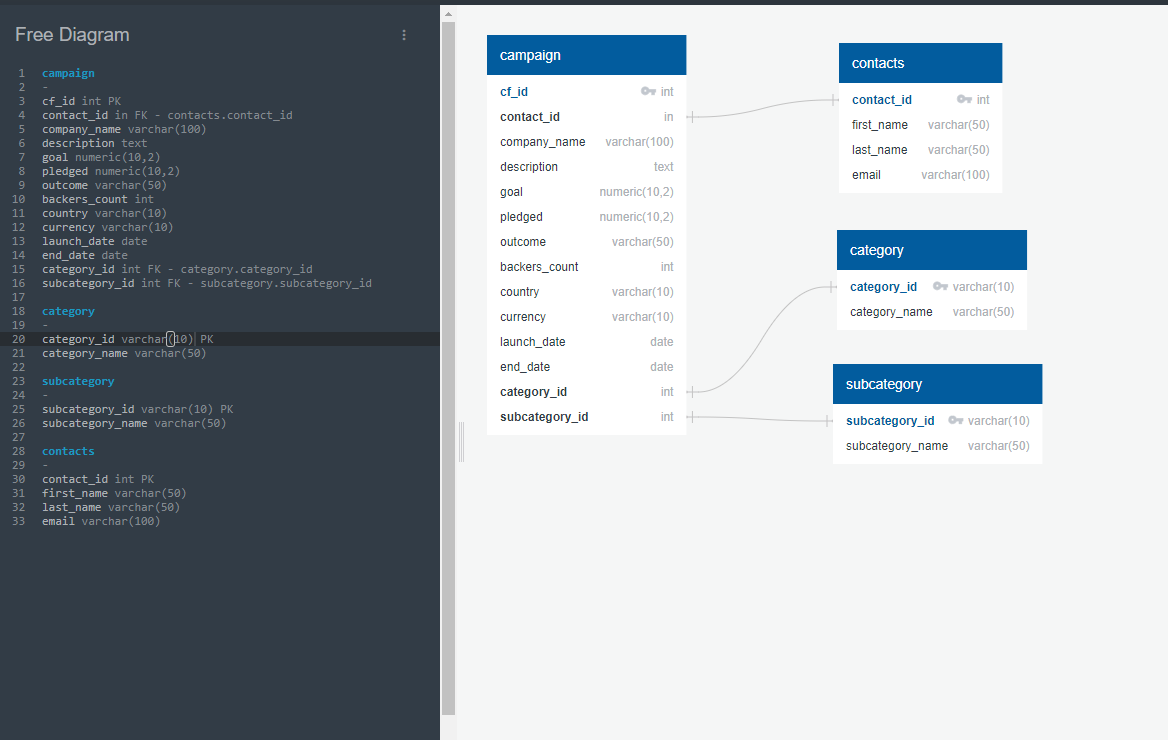 Free Diagram
1 campaign
2 -
3 cf_id int PK
4 contact_id in FK - contacts.contact_id
5 company_name varchar(100)
6 description text
7 goal numeric(10,2)
8 pledged numeric(10,2)
9 outcome varchar(50)
10 backers_count int
11 country varchar(10)
12 currency varchar(10)
13 launch_date date
14 end_date date
15 category_id int FK - category.category_id
16 subcategory_id int FK - subcategory.subcategory_id
17
18 category
19 -
20 category_id varchar(10) PK
21 category_name varchar(50)
22
23 subcategory
24 -
25 subcategory_id varchar(10) PK
26 subcategory_name varchar(50)
27
28 contacts
29 -
30 contact_id int PK
31 first_name varchar(50)
32 last_name varchar(50)
33 email varchar(100)
campaign
cf_id int
contact_id in
company_name varchar(100)
description text
goal numeric(10,2)
pledged numeric(10,2)
outcome varchar(50)
backers_count int
country varchar(10)
currency varchar(10)
launch_date date
end_date date
category_id int
subcategory_id int
contacts
contact_id int
first_name varchar(50)
last_name varchar(50)
email varchar(100)
category
category_id varchar(10)
category_name varchar(50)
subcategory
subcategory_id varchar(10)
subcategory_name varchar(50)